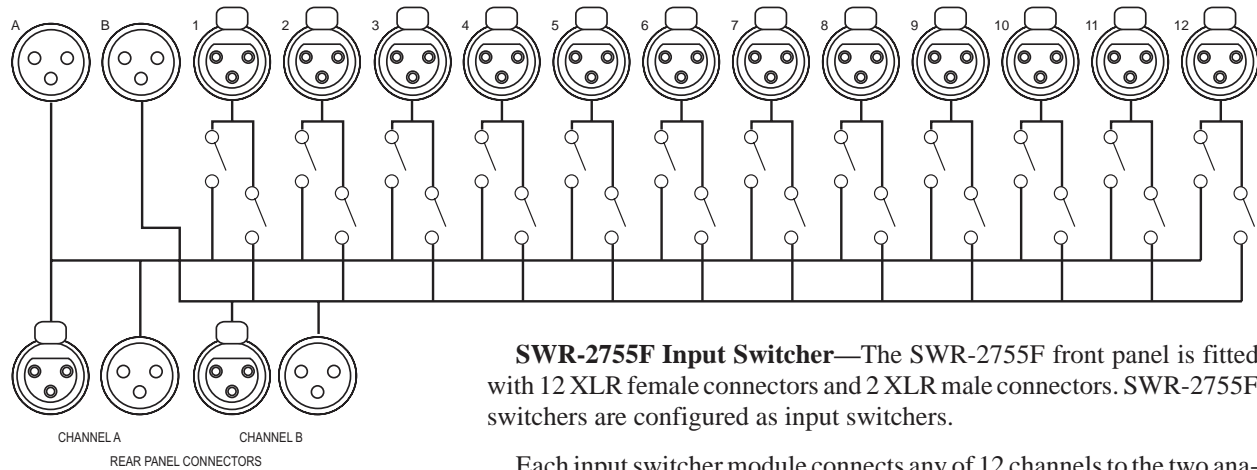 A B 1 2 3 4 5 6 7 8 9 10 11 12
SWR-2755F Input Switcher—The SWR-2755F front panel is fitted
with 12 XLR female connectors and 2 XLR male connectors. SWR-2755F
switchers are configured as input switchers.
CHANNEL A CHANNEL B
REAR PANEL CONNECTORS
Each input switcher module connects any of 12 channels to the two ana-